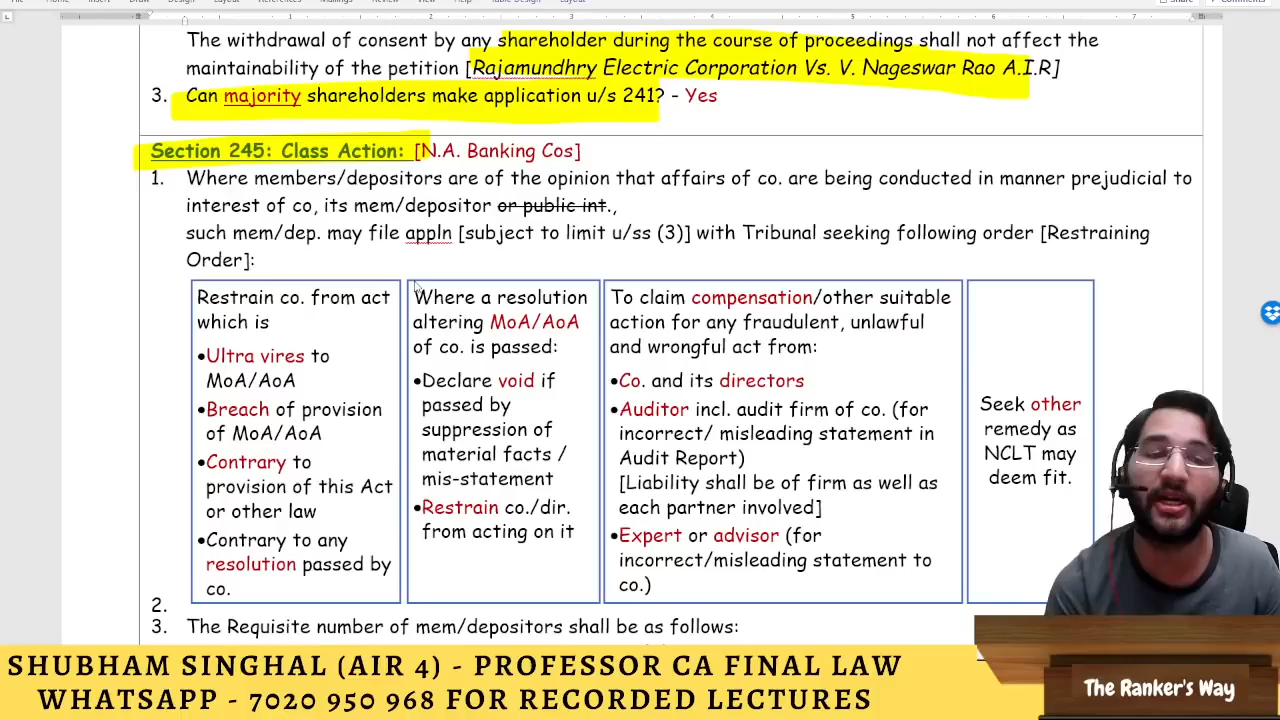 The withdrawal of consent by any shareholder during the course of proceedings shall not affect the
maintainability of the petition [Rajamundhry Electric Corporation Vs. V. Nageswar Rao A.I.R]
3. Can majority shareholders make application u/s 241? - Yes
Section 245: Class Action: [N.A. Banking Cos]
1. Where members/depositors are of the opinion that affairs of co. are being conducted in manner prejudicial to
interest of co, its mem/depositor or public int.,
such mem/dep. may file appln [subject to limit u/ss (3)] with Tribunal seeking following order [Restraining
Order]:
Restrain co. from act
which is
•Ultra vires to
MoA/AoA
•Breach of provision
of MoA/AoA
•Contrary to
provision of this Act
or other law
•Contrary to any
resolution passed by
co.
Where a resolution
altering MoA/AoA
of co. is passed:
•Declare void if
passed by
suppression of
material facts /
mis-statement
•Restrain co./dir.
from acting on it
To claim compensation/other suitable
action for any fraudulent, unlawful
and wrongful act from:
•Co. and its directors
•Auditor incl. audit firm of co. (for
incorrect/ misleading statement in
Audit Report)
[Liability shall be of firm as well as
each partner involved]
•Expert or advisor (for
incorrect/misleading statement to
co.)
Seek other
remedy as
NCLT may
deem fit.
2.
3. The Requisite number of mem/depositors shall be as follows:
SHUBHAM SINGHAL (AIR 4) - PROFESSOR CA FINAL LAW
WHATSAPP - 7020 950 968 FOR RECORDED LECTURES
The Ranker's Way